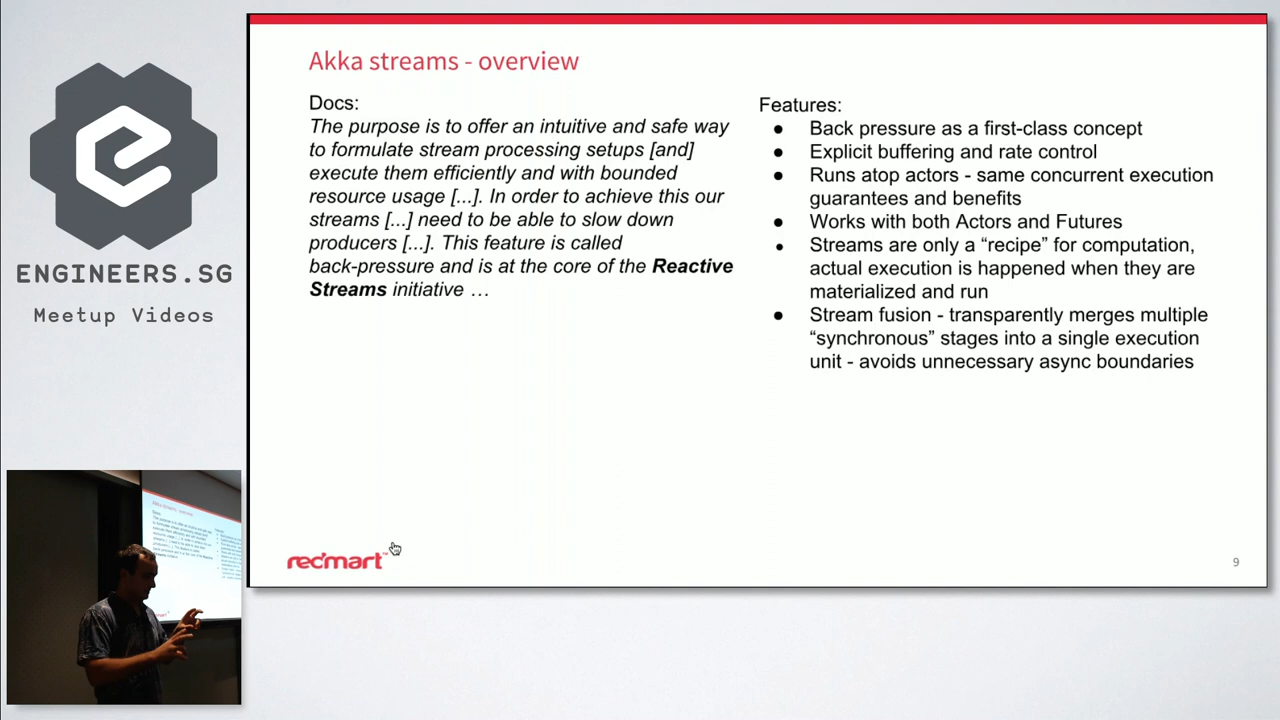 ENGINEERS.SG
Meetup Videos
Akka streams - overview
Docs:
The purpose is to offer an intuitive and safe way
to formulate stream processing setups [and]
execute them efficiently and with bounded
resource usage [...]. In order to achieve this our
streams [...] need to be able to slow down
producers [...]. This feature is called
back-pressure and is at the core of the Reactive
Streams initiative …
Features:
● Back pressure as a first-class concept
● Explicit buffering and rate control
● Runs atop actors - same concurrent execution
guarantees and benefits
● Works with both Actors and Futures
● Streams are only a “recipe” for computation,
actual execution is happened when they are
materialized and run
● Stream fusion - transparently merges multiple
“synchronous” stages into a single execution
unit - avoids unnecessary async boundaries
redmart™
9